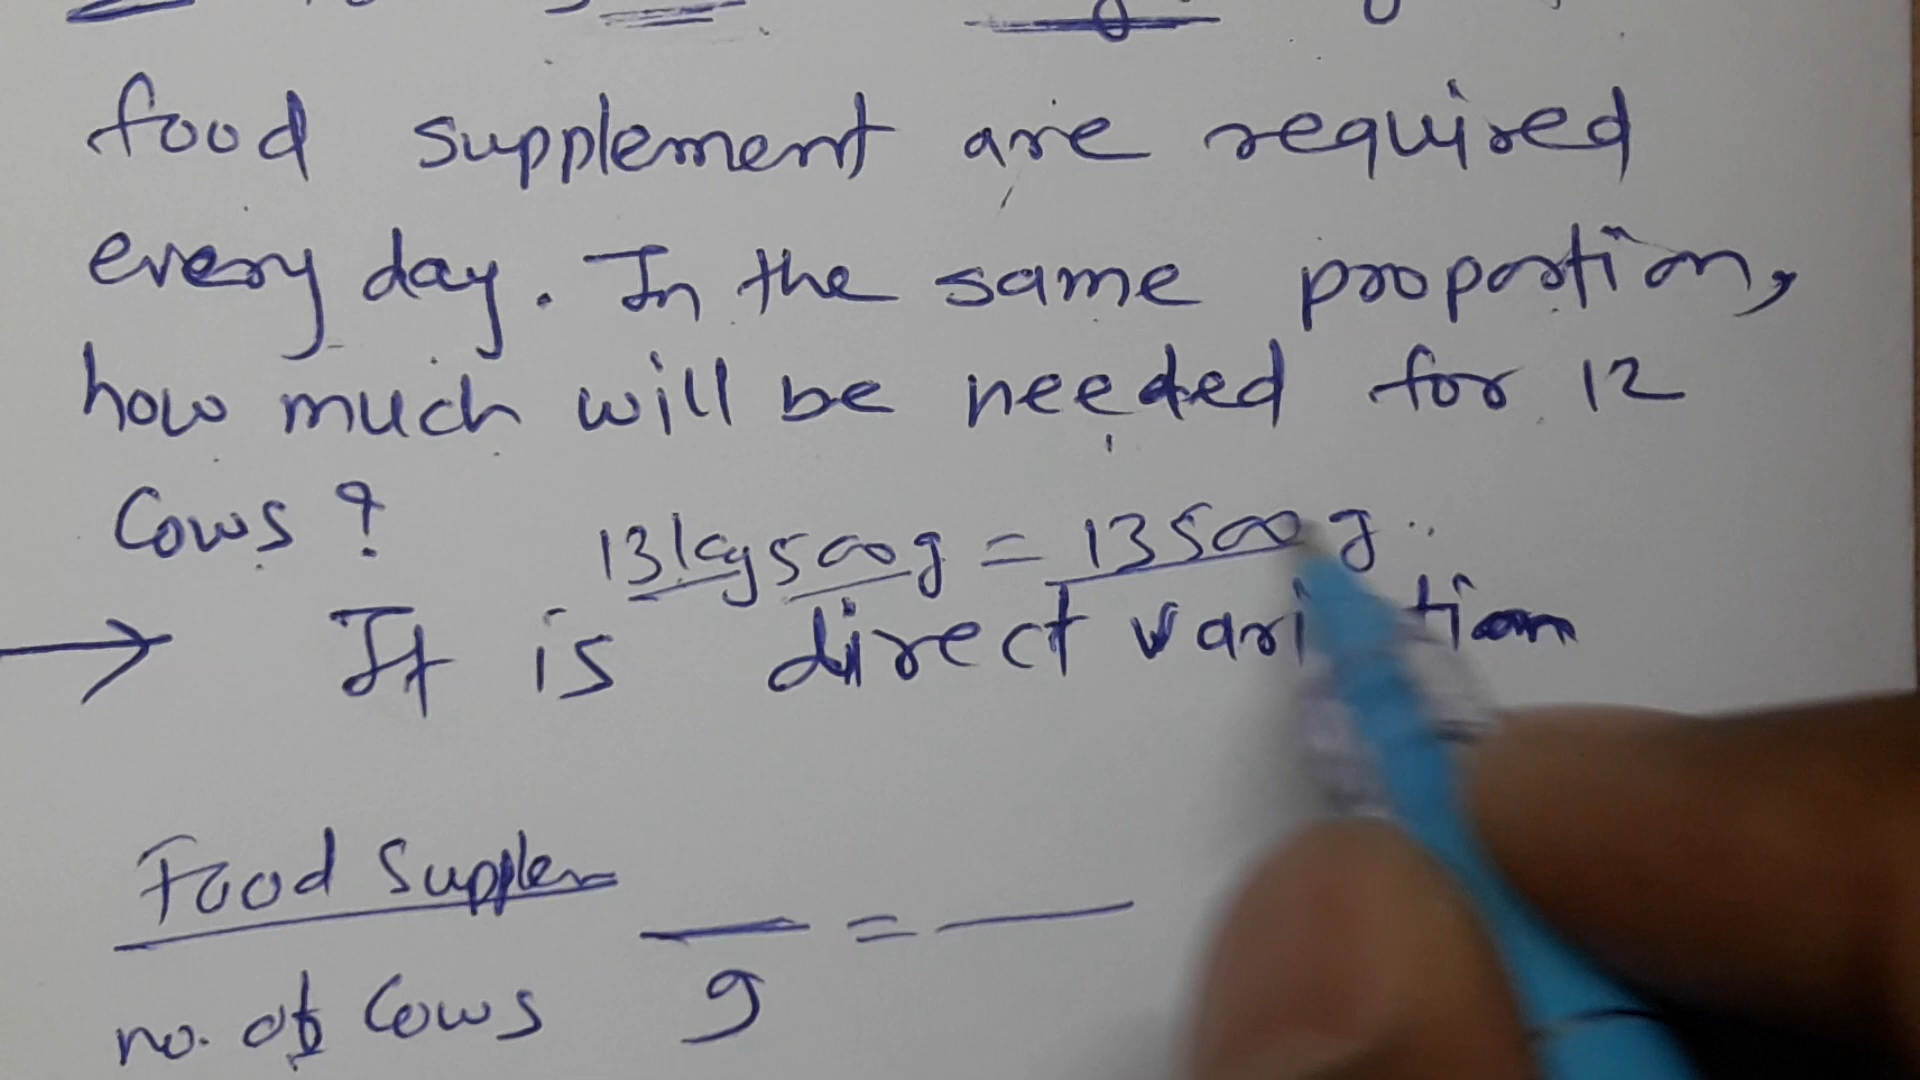 food supplement are required
every day. In the same proportion,
how much will be needed for 12
Cows?
13kg 500g = 13500g
It is direct variation
Food Supplem
no. of Cows 9 =